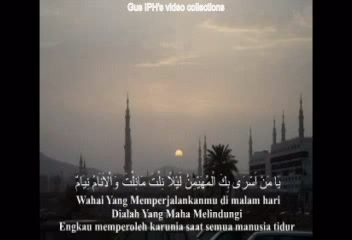 Gus IPH's video collections
يَا مَنْ أَسْرَى بِكَ الْمُهَيْمِنُ لَيْلًا نِلْتَ مَانِلْتَ وَالْأَنَامُ نِيَامُ
Wahai Yang Memperjalankanmu di malam hari
Dialah Yang Maha Melindungi
Engkau memperoleh karunia saat semua manusia tidur